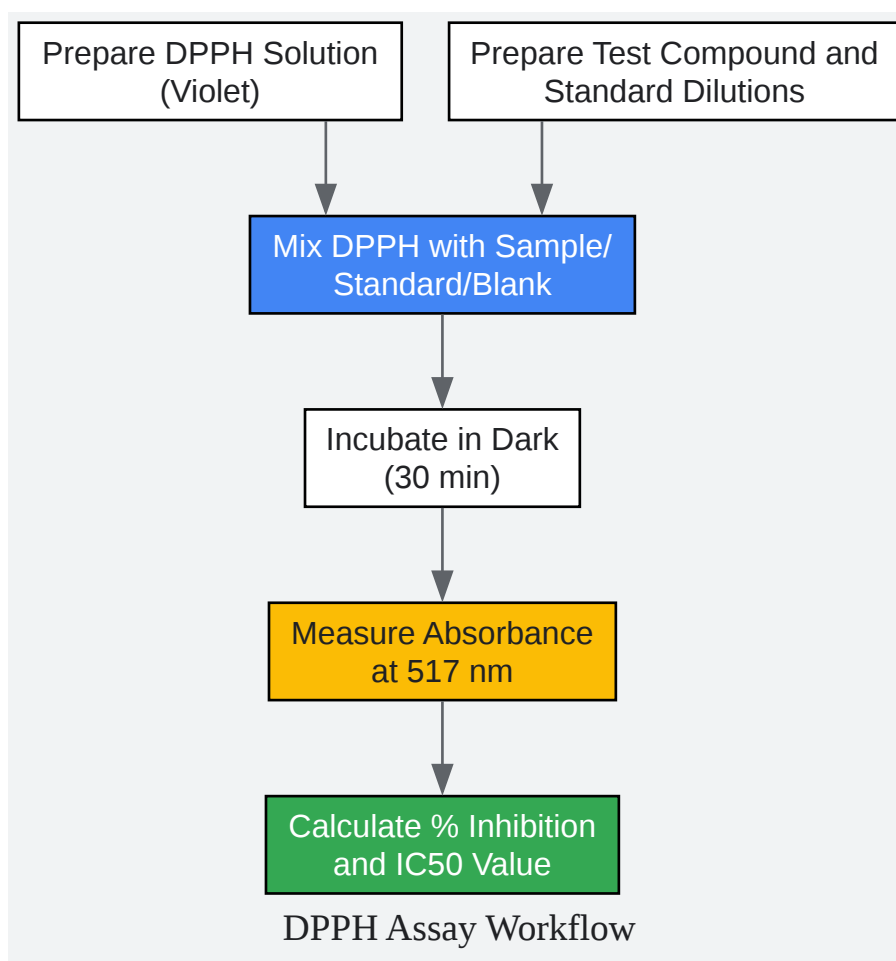 Prepare DPPH Solution
(Violet)
Prepare Test Compound and
Standard Dilutions
Mix DPPH with Sample/
Standard/Blank
Incubate in Dark
(30 min)
Measure Absorbance
at 517 nm
Calculate % Inhibition
and IC50 Value
DPPH Assay Workflow